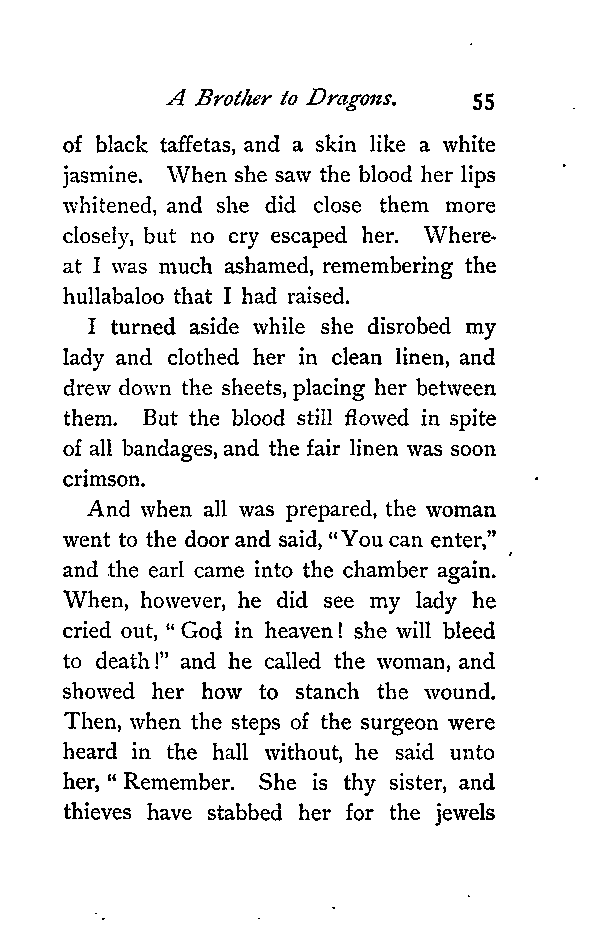 A Brother to Dragons. 55
of black taffetas, and a skin like a white
jasmine. When she saw the blood her lips
whitened, and she did close them more
closely, but no cry escaped her. Where-
at I was much ashamed, remembering the
hullabaloo that I had raised.
I turned aside while she disrobed my
lady and clothed her in clean linen, and
drew down the sheets, placing her between
them. But the blood still flowed in spite
of all bandages, and the fair linen was soon
crimson.
And when all was prepared, the woman
went to the door and said, "You can enter,"
and the earl came into the chamber again.
When, however, he did see my lady he
cried out, "God in heaven! she will bleed
to death!" and he called the woman, and
showed her how to stanch the wound.
Then, when the steps of the surgeon were
heard in the hall without, he said unto
her, "Remember. She is thy sister, and
thieves have stabbed her for the jewels